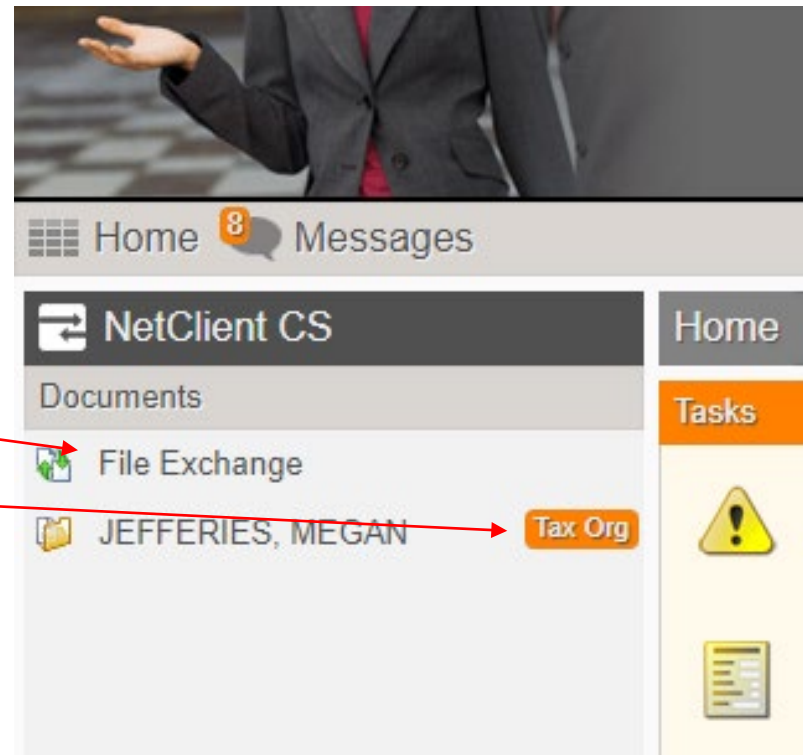 Home 8 Messages
NetClient CS
Home
Documents
Tasks
File Exchange
JEFFERIES, MEGAN Tax Org